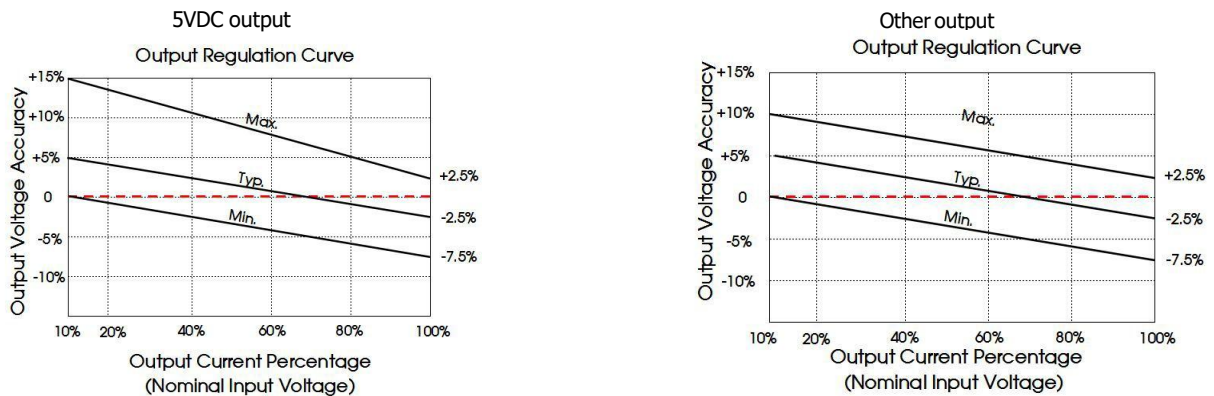 5VDC output
Output Regulation Curve
Output Voltage Accuracy
+15%
+10%
+5%
0
-5%
-10%
Max.
Typ.
Min.
+2.5%
-2.5%
-7.5%
10% 20% 40% 60% 80% 100%
Output Current Percentage
(Nominal Input Voltage)
Other output
Output Regulation Curve
Output Voltage Accuracy
+15%
+10%
+5%
0
-5%
-10%
Max.
Typ.
Min.
+2.5%
-2.5%
-7.5%
10% 20% 40% 60% 80% 100%
Output Current Percentage
(Nominal Input Voltage)